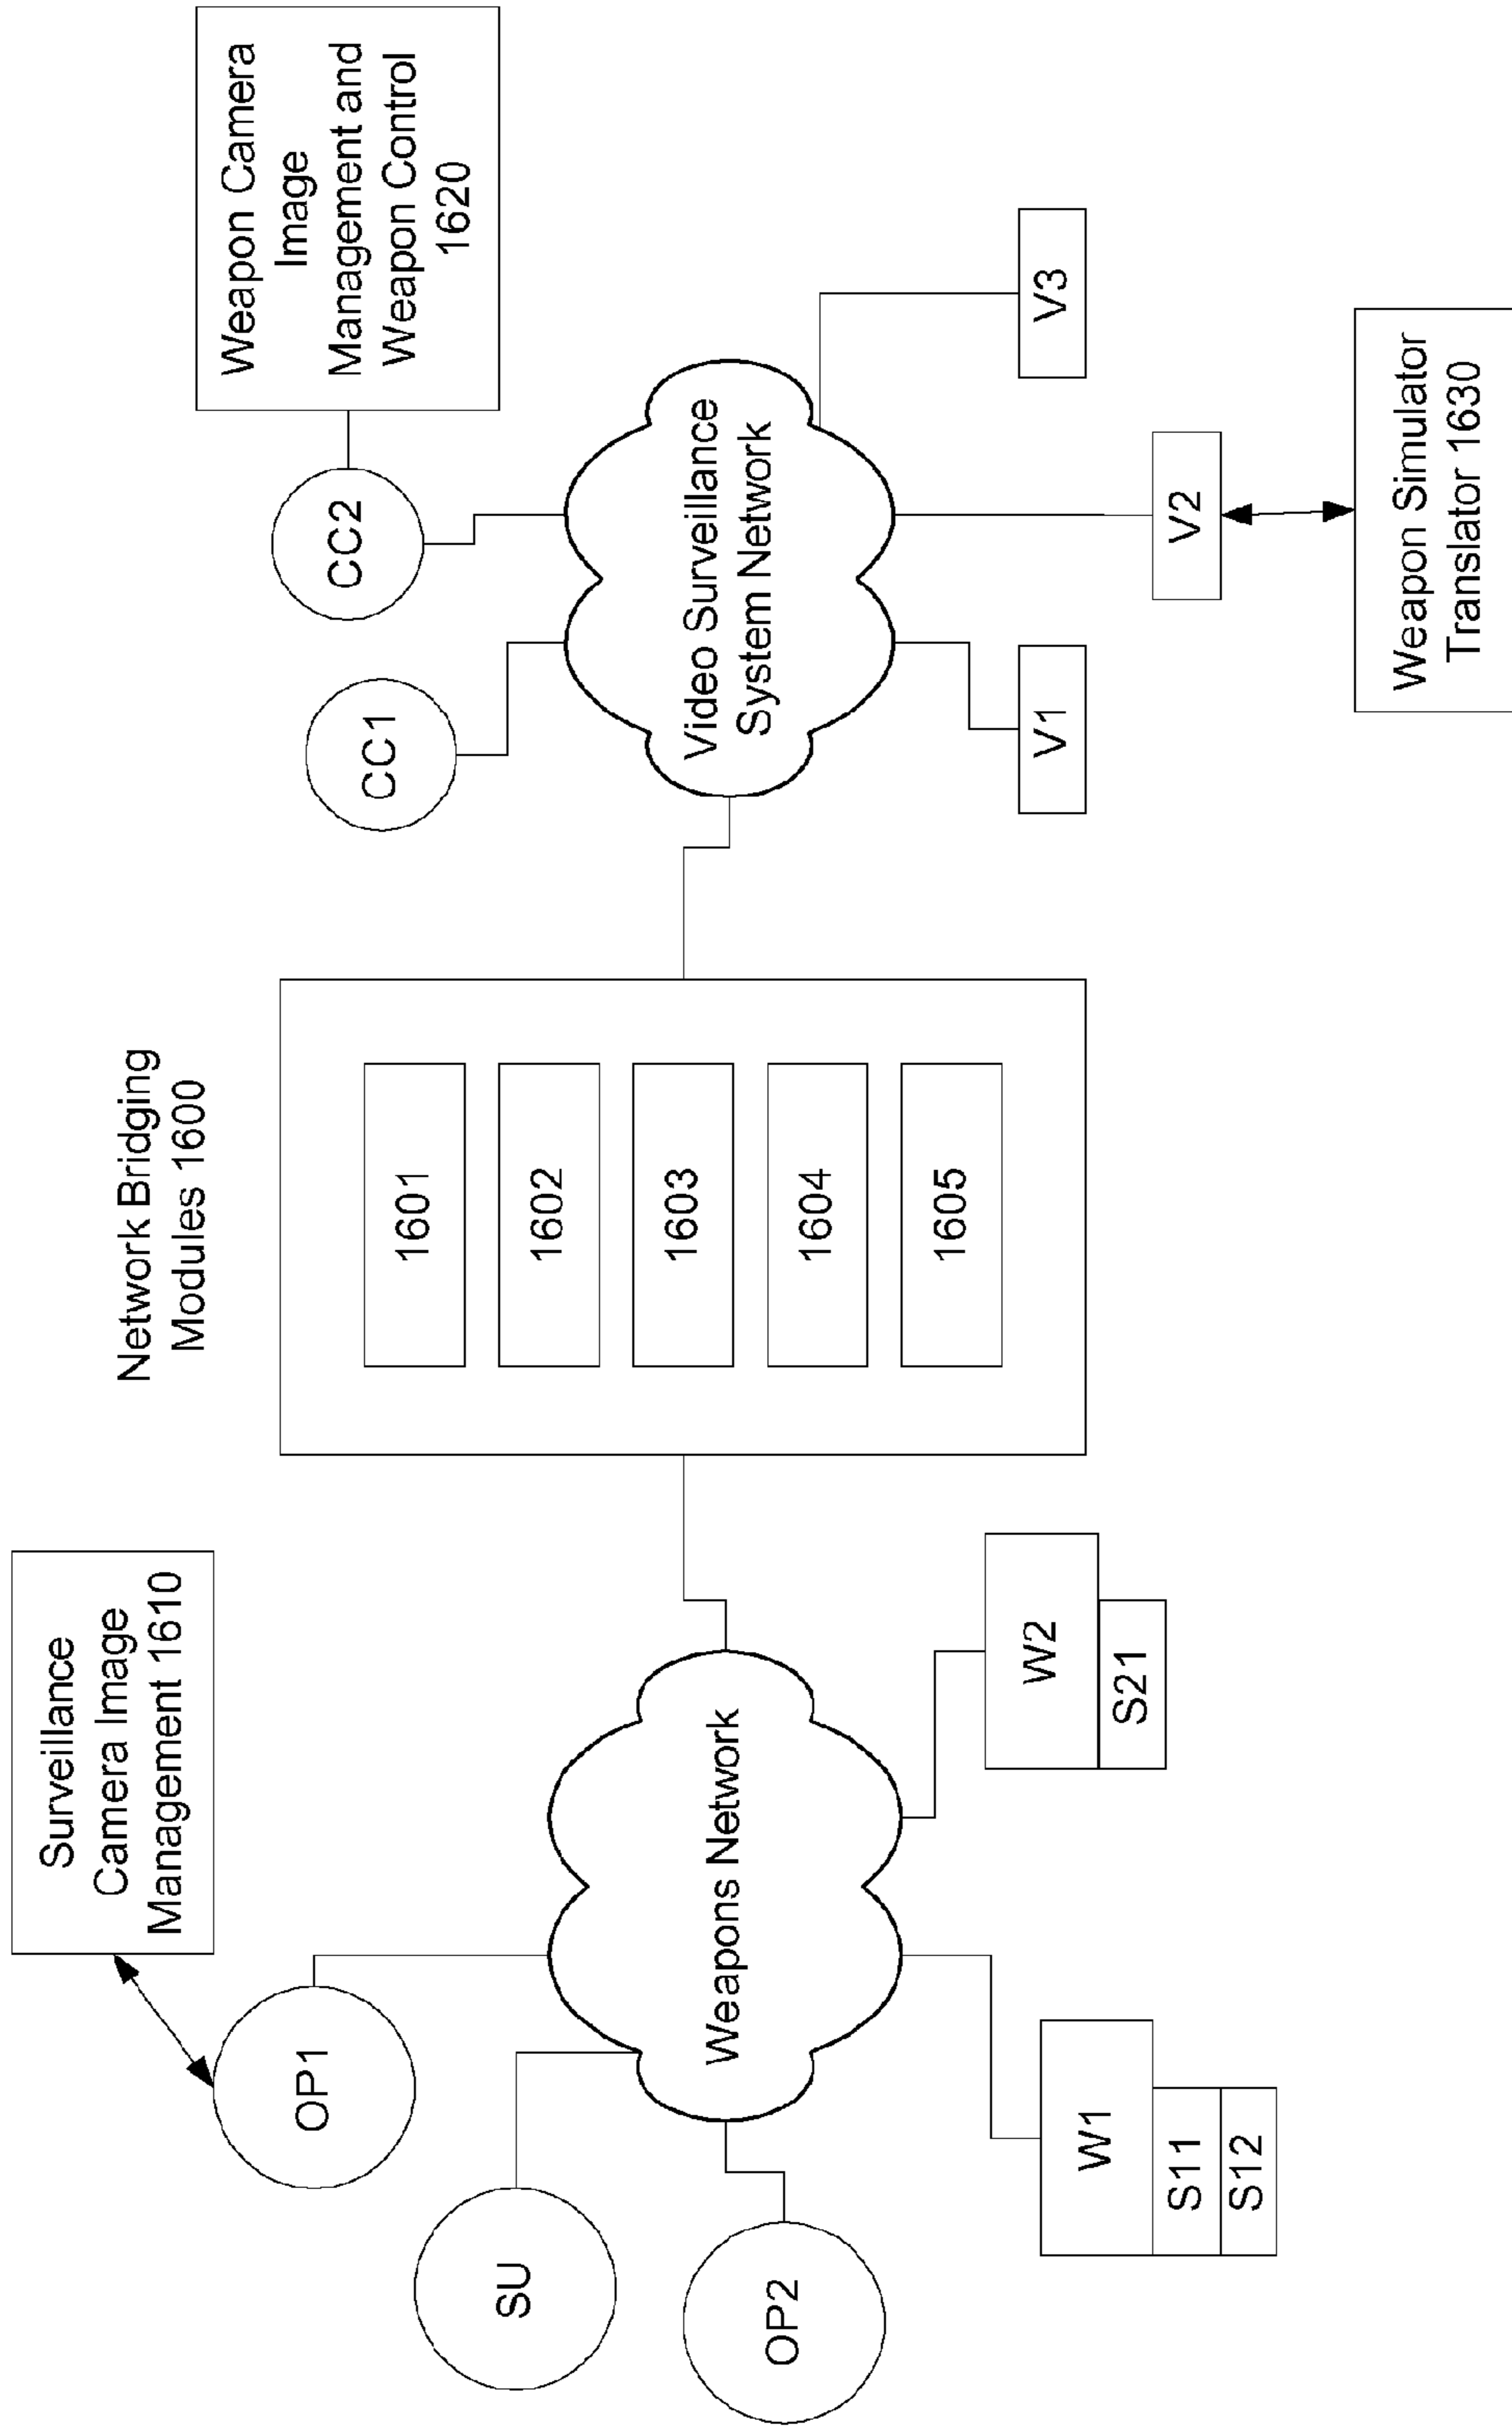 Surveillance
Camera Image
Management 1610
OP1
SU
OP2
Weapons Network
W1
S11
S12
W2
S21
Network Bridging
Modules 1600
1601
1602
1603
1604
1605
CC1
CC2
Weapon Camera
Image
Management and
Weapon Control
1620
Video Surveillance
System Network
V1
V2
V3
Weapon Simulator
Translator 1630